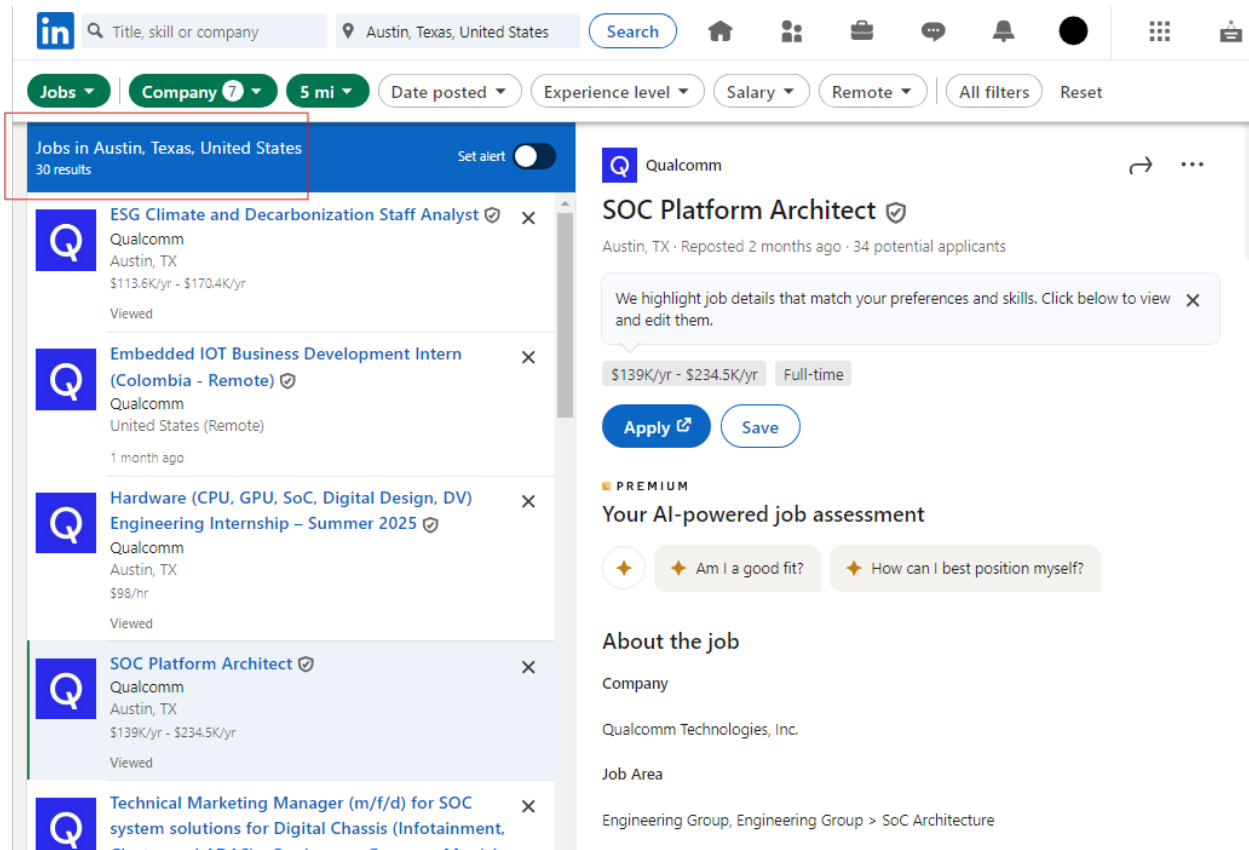 in
Title, skill or company
Austin, Texas, United States
Search
Jobs
Company 7
5 mi
Date posted
Experience level
Salary
Remote
All filters
Reset
Jobs in Austin, Texas, United States
30 results
Set alert
ESG Climate and Decarbonization Staff Analyst
Qualcomm
Austin, TX
$113.6K/yr - $170.4K/yr
Viewed
Embedded IOT Business Development Intern
(Colombia - Remote)
Qualcomm
United States (Remote)
1 month ago
Hardware (CPU, GPU, SoC, Digital Design, DV)
Engineering Internship – Summer 2025
Qualcomm
Austin, TX
$98/hr
Viewed
SOC Platform Architect
Qualcomm
Austin, TX
$139K/yr - $234.5K/yr
Viewed
Technical Marketing Manager (m/f/d) for SOC
system solutions for Digital Chassis (Infotainment,
Qualcomm
SOC Platform Architect
Austin, TX · Reposted 2 months ago · 34 potential applicants
We highlight job details that match your preferences and skills. Click below to view
and edit them.
$139K/yr - $234.5K/yr
Full-time
Apply
Save
PREMIUM
Your AI-powered job assessment
Am I a good fit?
How can I best position myself?
About the job
Company
Qualcomm Technologies, Inc.
Job Area
Engineering Group, Engineering Group > SoC Architecture